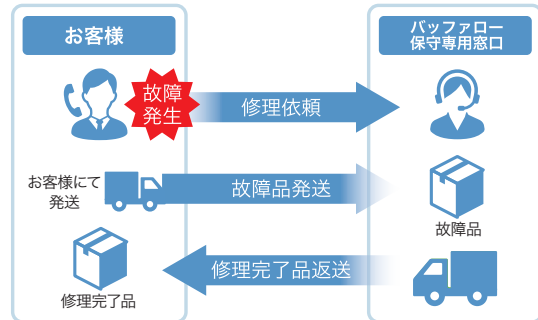 お客様
バッファロー
保守専用窓口
故障
発生
修理依頼
お客様にて
発送
故障品発送
故障品
修理完了品返送
修理完了品